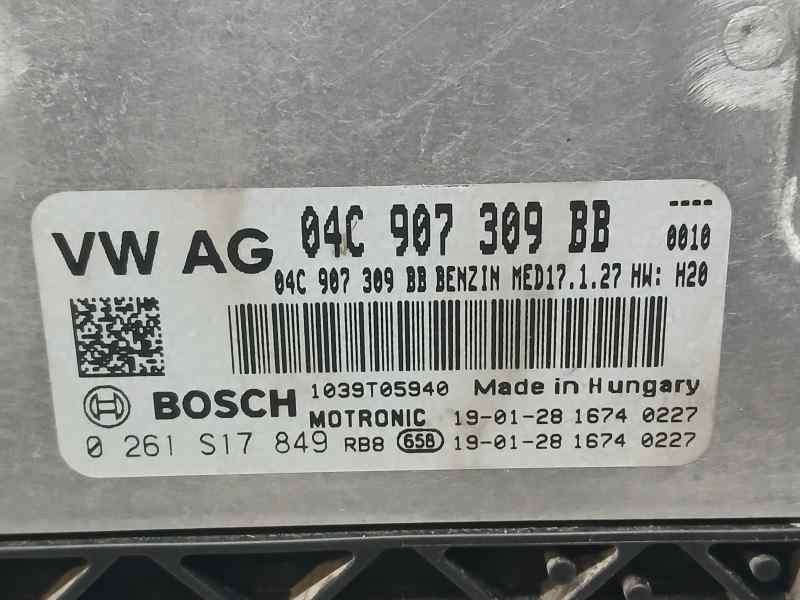 ----
VW AG 04C 907 309 BB 0010
04C 907 309 BB BENZIN MED17.1.27 HW: H20
BOSCH 1039T05940 Made in Hungary
MOTRONIC 19-01-28 1674 0227
0 261 S17 849 RB8 658 19-01-28 1674 0227